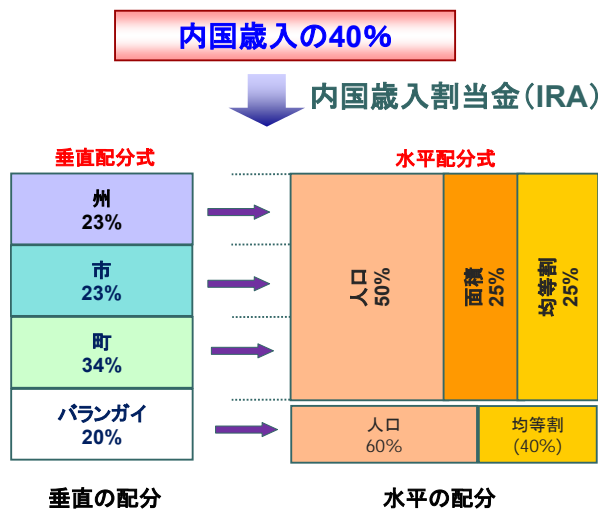 内国歳入の40%
内国歳入割当金（IRA）
垂直配分式
水平配分式
州
23%
市
23%
町
34%
バランガイ
20%
人口
50%
面積
25%
均等割
25%
人口
60%
均等割
(40%)
垂直の配分
水平の配分